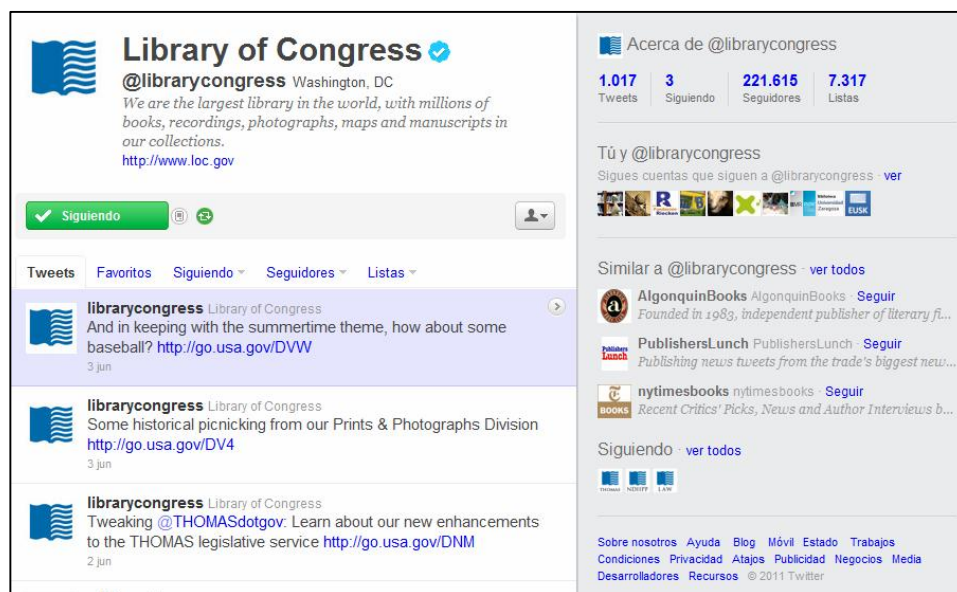 Library of Congress
@librarycongress Washington, DC
We are the largest library in the world, with millions of
books, recordings, photographs, maps and manuscripts in
our collections.
http://www.loc.gov
Siguiendo
Tweets Favoritos Siguiendo Seguidores Listas
librarycongress Library of Congress
And in keeping with the summertime theme, how about some
baseball? http://go.usa.gov/DVW
3 jun
librarycongress Library of Congress
Some historical picnicking from our Prints & Photographs Division
http://go.usa.gov/DV4
3 jun
librarycongress Library of Congress
Tweaking @THOMASdotgov: Learn about our new enhancements
to the THOMAS legislative service http://go.usa.gov/DNM
2 jun
Acerca de @librarycongress
1.017 3 221.615 7.317
Tweets Siguiendo Seguidores Listas
Tú y @librarycongress
Sigues cuentas que siguen a @librarycongress · ver
R
EUSK
Similar a @librarycongress · ver todos
a
AlgonquinBooks AlgonquinBooks · Seguir
Founded in 1983, independent publisher of literary fi...
Publishers
Lunch
PublishersLunch PublishersLunch · Seguir
Publishing news tweets from the trade's biggest new...
BOOKS
nytimesbooks nytimesbooks · Seguir
Recent Critics' Picks, News and Author Interviews b...
Siguiendo · ver todos
THOMAS NDIIPP LAW
Sobre nosotros Ayuda Blog Móvil Estado Trabajos
Condiciones Privacidad Atajos Publicidad Negocios Media
Desarrolladores Recursos © 2011 Twitter